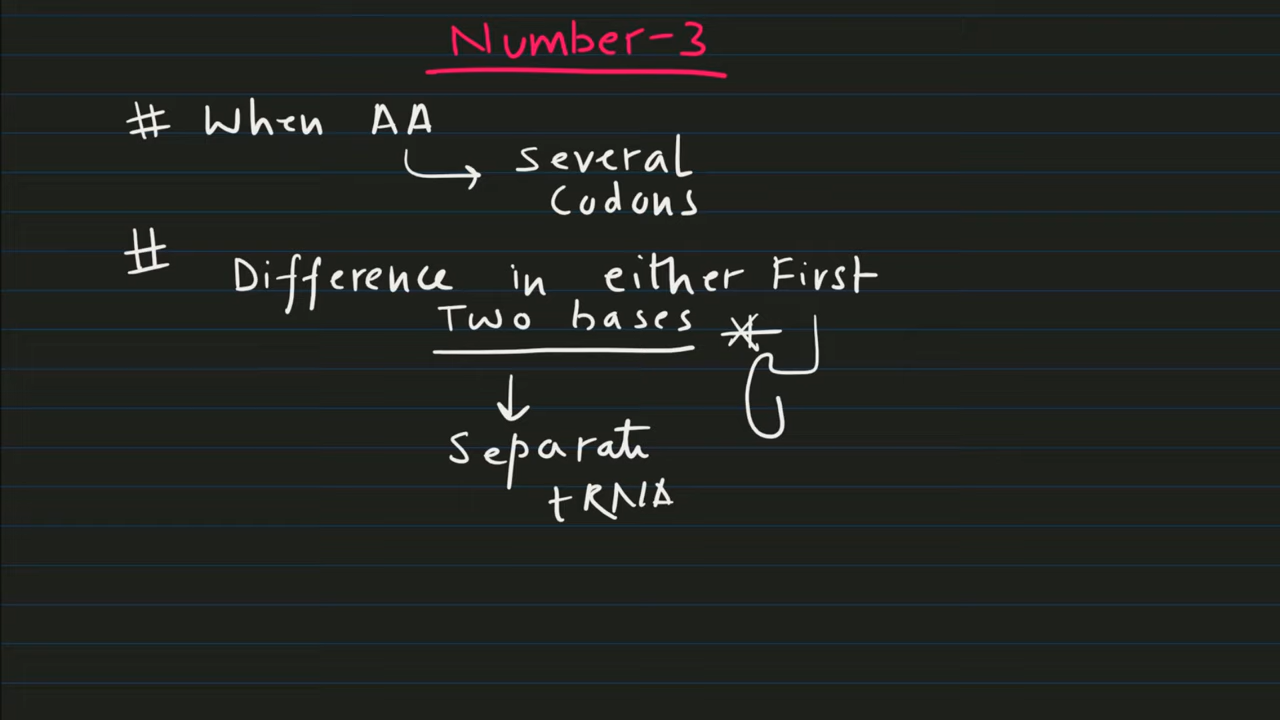 Number-3
# When AA
Several
Codons
# Difference in either First
Two bases
Separate
tRNA